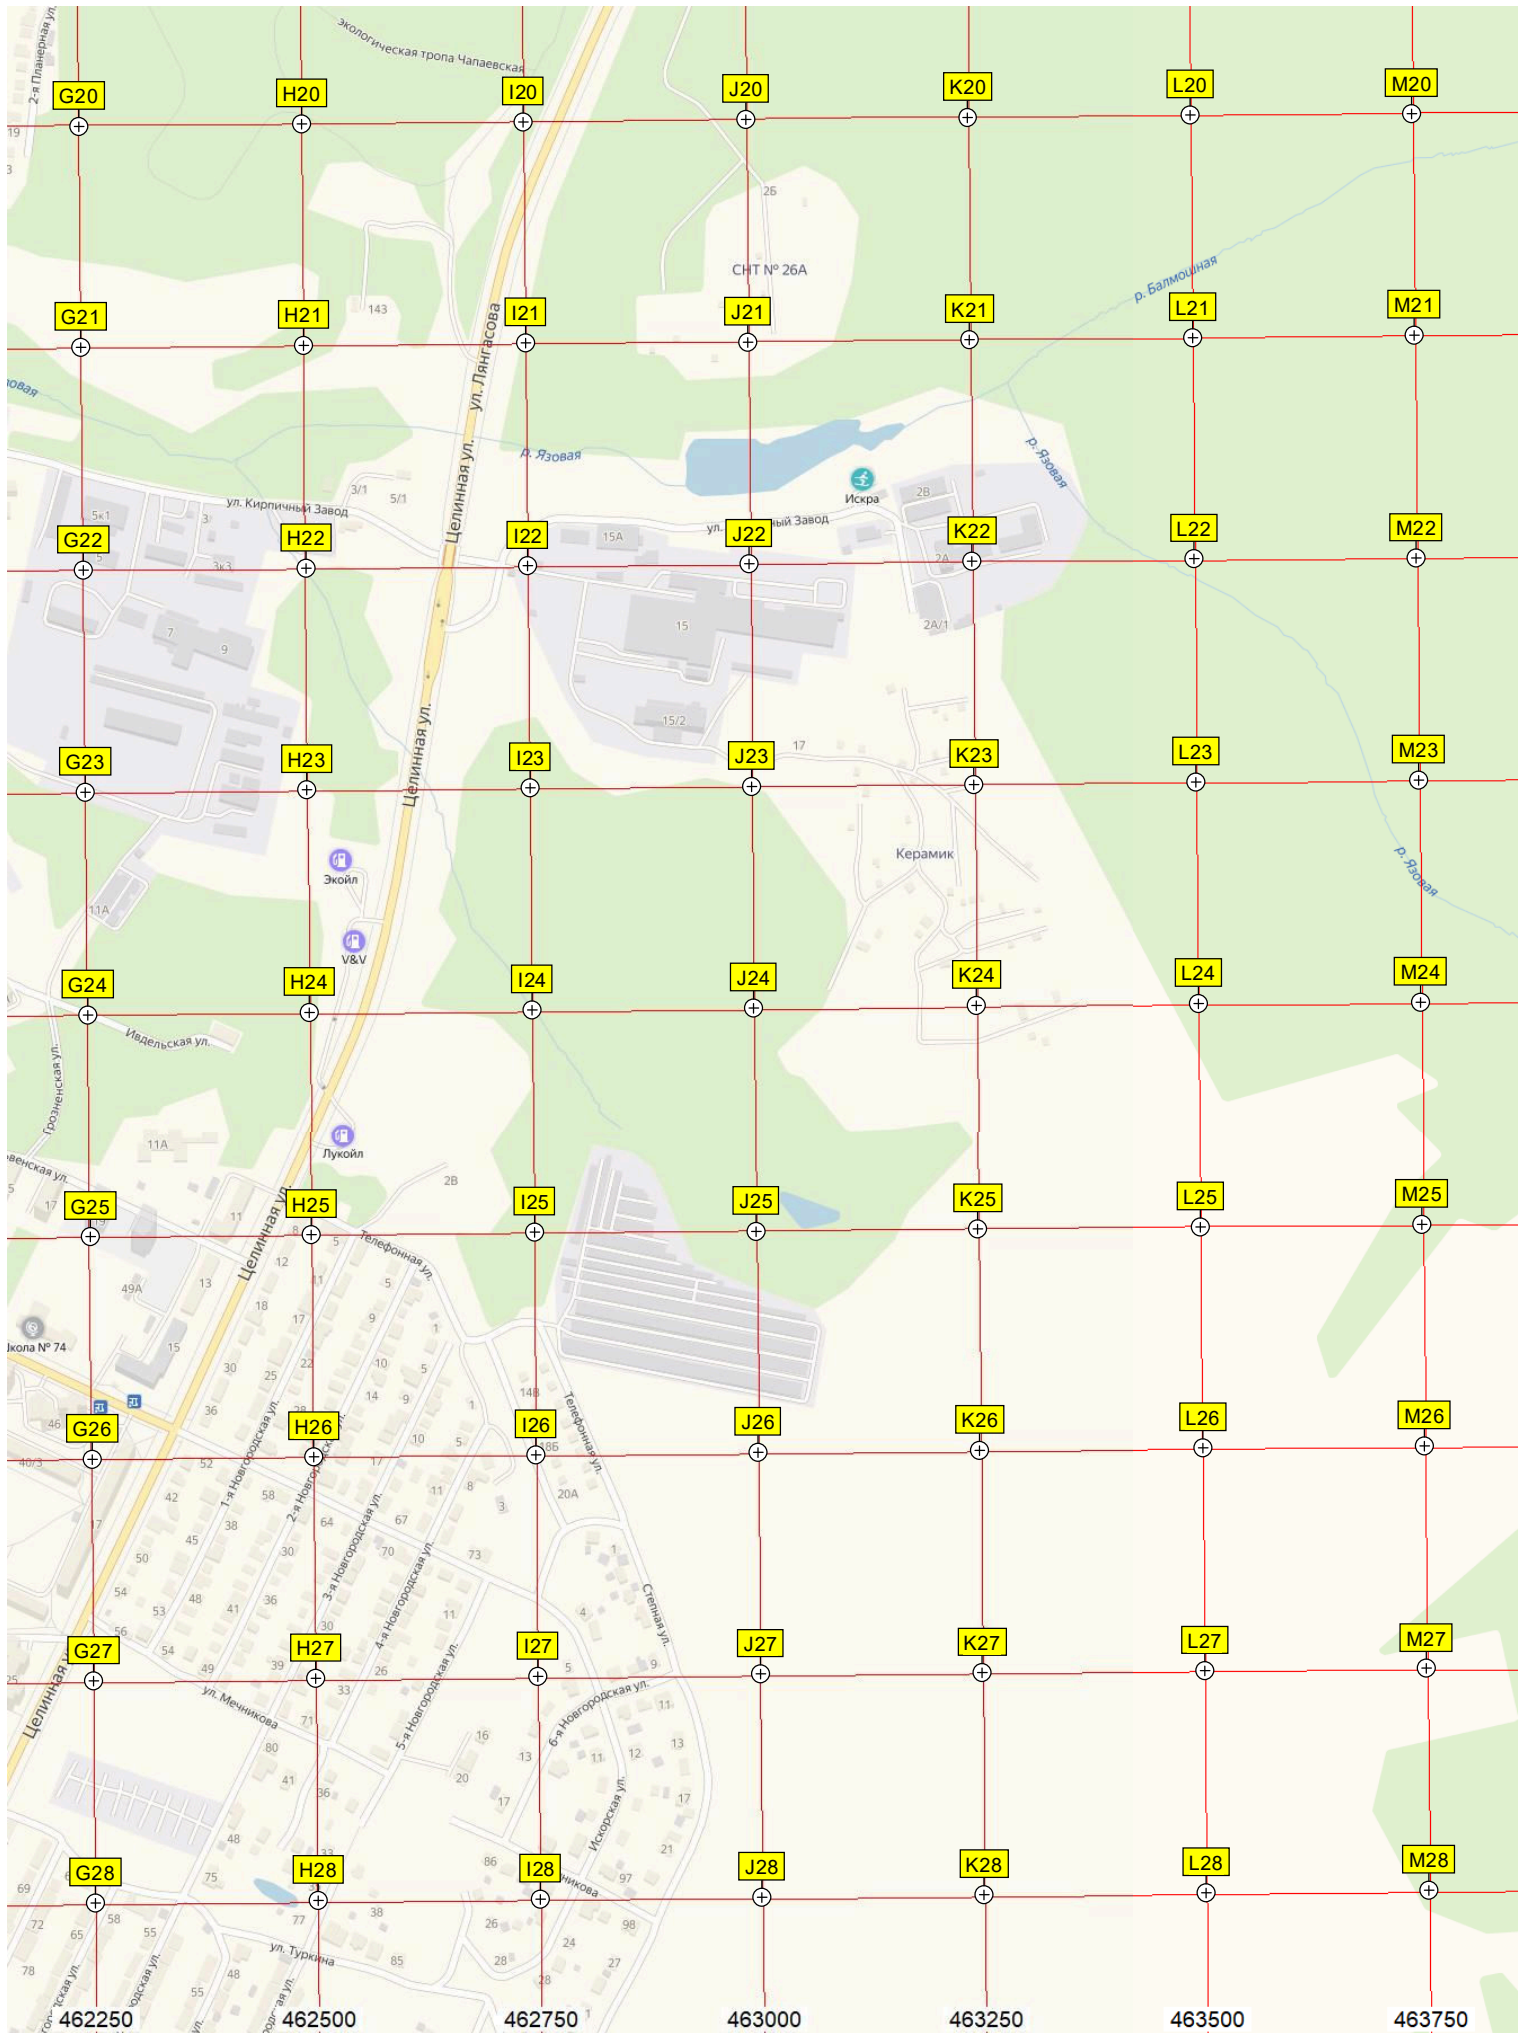 2-я Планерная ул.
экологическая тропа Чапаевская
G20
H20
I20
J20
K20
L20
M20
19
3
2Б
СНТ № 26А
р. Балмошная
143
ул. Лянгасова
G21
H21
I21
J21
K21
L21
M21
р. Язовая
р. Язовая
Целинная ул.
Искра
2В
3/1
5/1
ул. Кирпичный Завод
5к1
3
15А
G22
H22
I22
J22
K22
L22
M22
5
3к3
2А
7
9
15
2А/1
15/2
Целинная ул.
17
G23
H23
I23
J23
K23
L23
M23
Экойл
Керамик
р. Язовая
11А
V&V
G24
H24
I24
J24
K24
L24
M24
Ивдельская ул.
Грозненская ул.
11А
Лукойл
2В
5
17
G25
H25
I25
J25
K25
L25
M25
11
8
5
Телефонная ул.
Целинная ул.
12
11
5
49А
13
18
17
9
1
15
30
25
22
10
5
14
9
14В
1
36
28
46
G26
H26
I26
J26
K26
L26
M26
Телефонная ул.
1-я Новгородская ул.
2-я Новгородская ул.
10
5
18Б
40/3
52
17
42
58
11
8
3
20А
17
38
64
67
45
30
70
73
1
50
3-я Новгородская ул.
4-я Новгородская ул.
Степная ул.
54
53
48
41
36
11
4
56
30
54
G27
H27
I27
J27
K27
L27
M27
49
39
26
5
9
25
33
ул. Мечникова
5-я Новгородская ул.
6-я Новгородская ул.
11
71
80
16
13
11
12
13
41
36
20
17
17
Искорская ул.
48
33
86
21
G28
H28
I28
J28
K28
L28
M28
69
75
97
72
58
77
38
26
98
65
55
ул. Туркина
85
24
28
27
78
48
28
55
1
462250
462500
462750
463000
463250
463500
463750